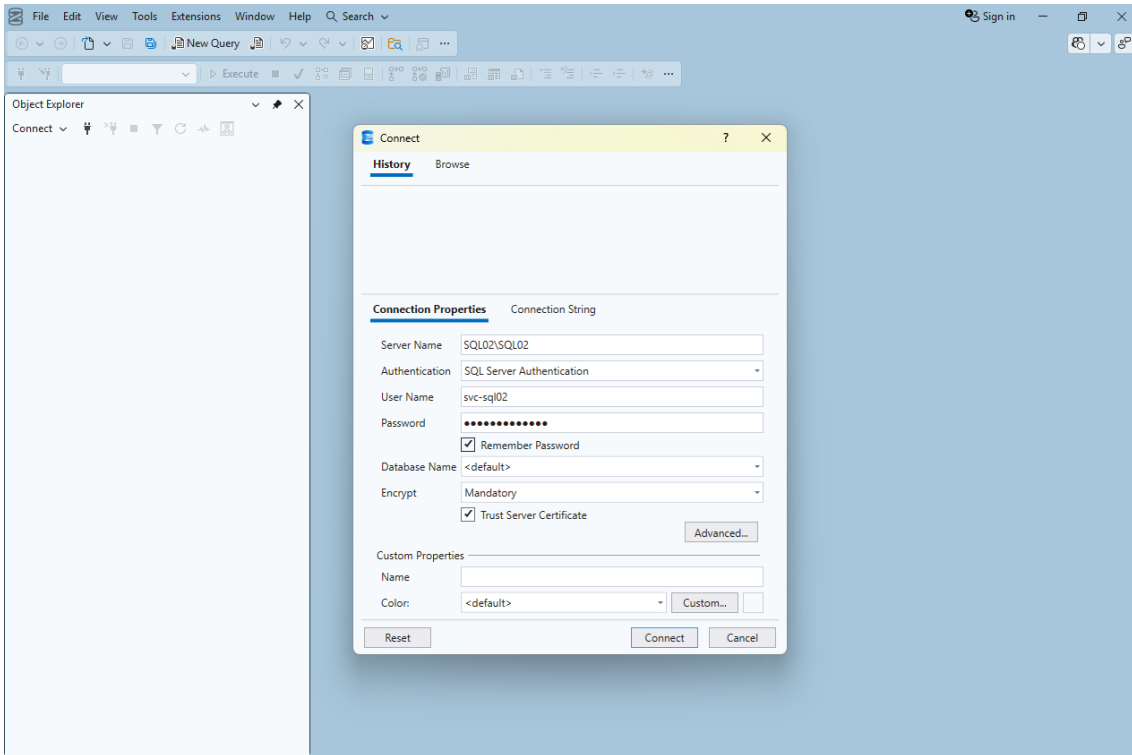 File Edit View Tools Extensions Window Help Search Sign in
New Query
Execute
Object Explorer
Connect
Connect ?
History Browse
Connection Properties Connection String
Server Name SQL02\SQL02
Authentication SQL Server Authentication
User Name svc-sql02
Password •••••••••••••
Remember Password
Database Name <default>
Encrypt Mandatory
Trust Server Certificate
Advanced...
Custom Properties
Name
Color: <default> Custom...
Reset Connect Cancel